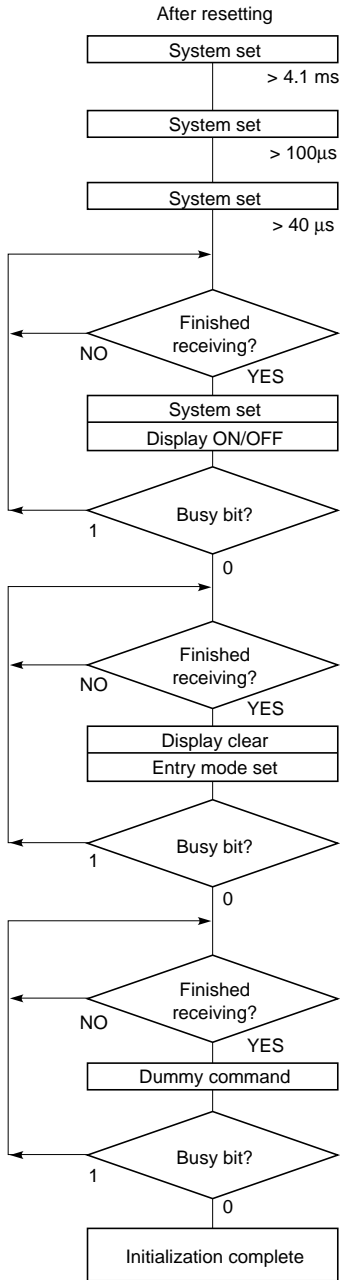 After resetting
System set
> 4.1 ms
System set
> 100μs
System set
> 40 μs
Finished
receiving?
NO
YES
System set
Display ON/OFF
Busy bit?
1
0
Finished
receiving?
NO
YES
Display clear
Entry mode set
Busy bit?
1
0
Finished
receiving?
NO
YES
Dummy command
Busy bit?
1
0
Initialization complete